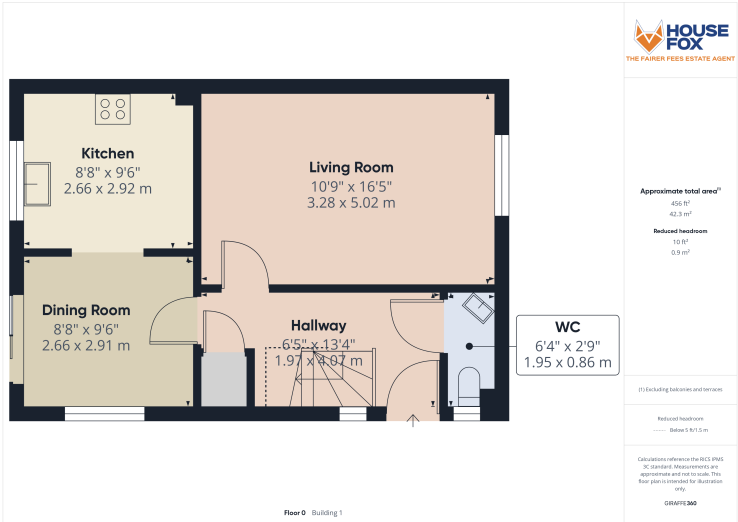 Kitchen
8'8" x 9'6"
2.66 x 2.92 m
Living Room
10'9" x 16'5"
3.28 x 5.02 m
Dining Room
8'8" x 9'6"
2.66 x 2.91 m
Hallway
6'5" x 13'4"
1.97 x 4.07 m
WC
6'4" x 2'9"
1.95 x 0.86 m
Floor 0 Building 1
HOUSE
FOX
THE FAIRER FEES ESTATE AGENT
Approximate total area(1)
456 ft²
42.3 m²
Reduced headroom
10 ft²
0.9 m²
(1) Excluding balconies and terraces
Reduced headroom
Below 5 ft/1.5 m
Calculations reference the RICS IPMS
3C standard. Measurements are
approximate and not to scale. This
floor plan is intended for illustration
only.
GIRAFFE360